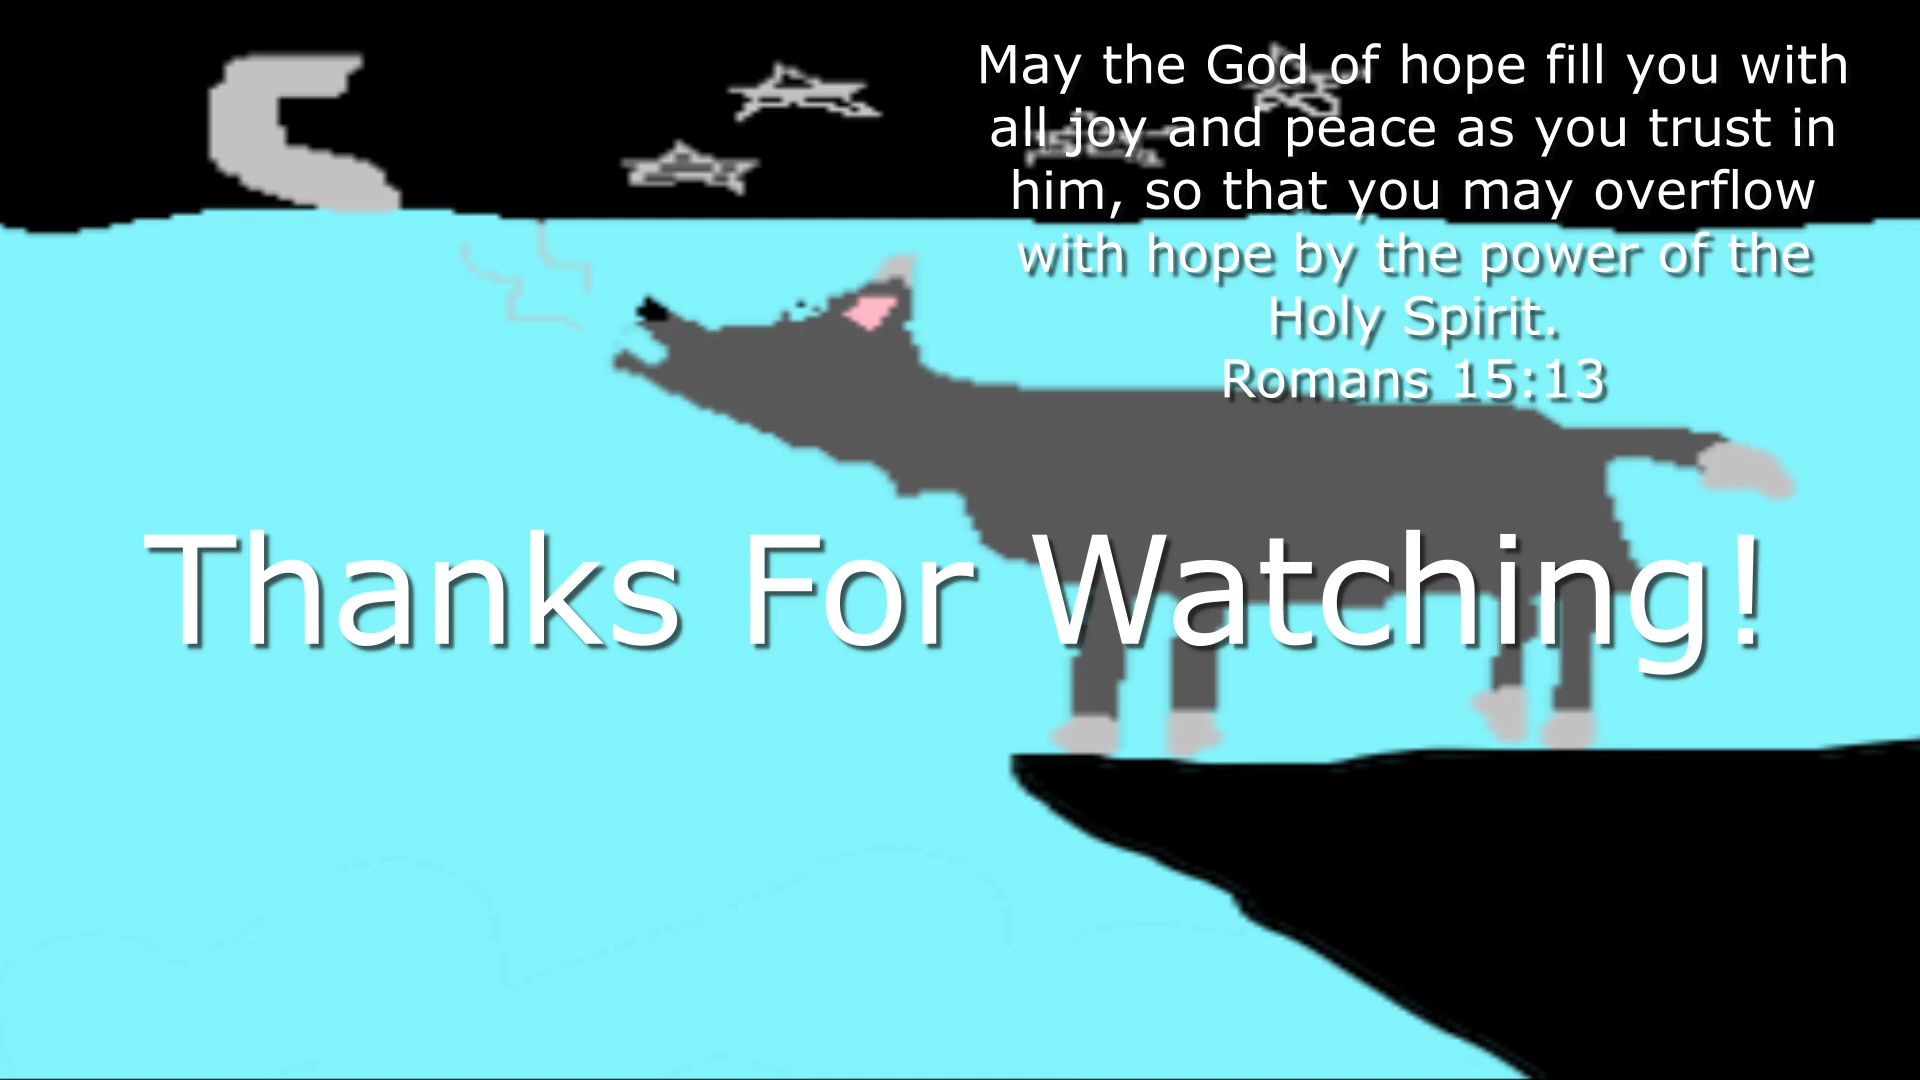 May the God of hope fill you with
all joy and peace as you trust in
him, so that you may overflow
with hope by the power of the
Holy Spirit.
Romans 15:13
Thanks For Watching!